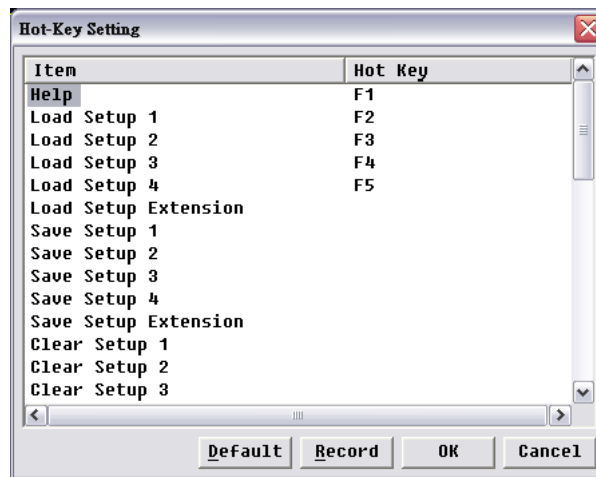 Hot-Key Setting
Item Hot Key
Help F1
Load Setup 1 F2
Load Setup 2 F3
Load Setup 3 F4
Load Setup 4 F5
Load Setup Extension
Save Setup 1
Save Setup 2
Save Setup 3
Save Setup 4
Save Setup Extension
Clear Setup 1
Clear Setup 2
Clear Setup 3
Default Record OK Cancel